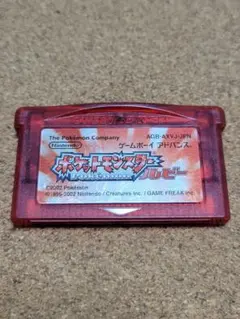 The Pokémon Company AGB-AXVJ-JPN
Nintendo ゲームボーイ アドバンス
ポケットモンスター
ルビー
©2002 Pokémon
©1995-2002 Nintendo / Creatures inc. / GAME FREAK inc.